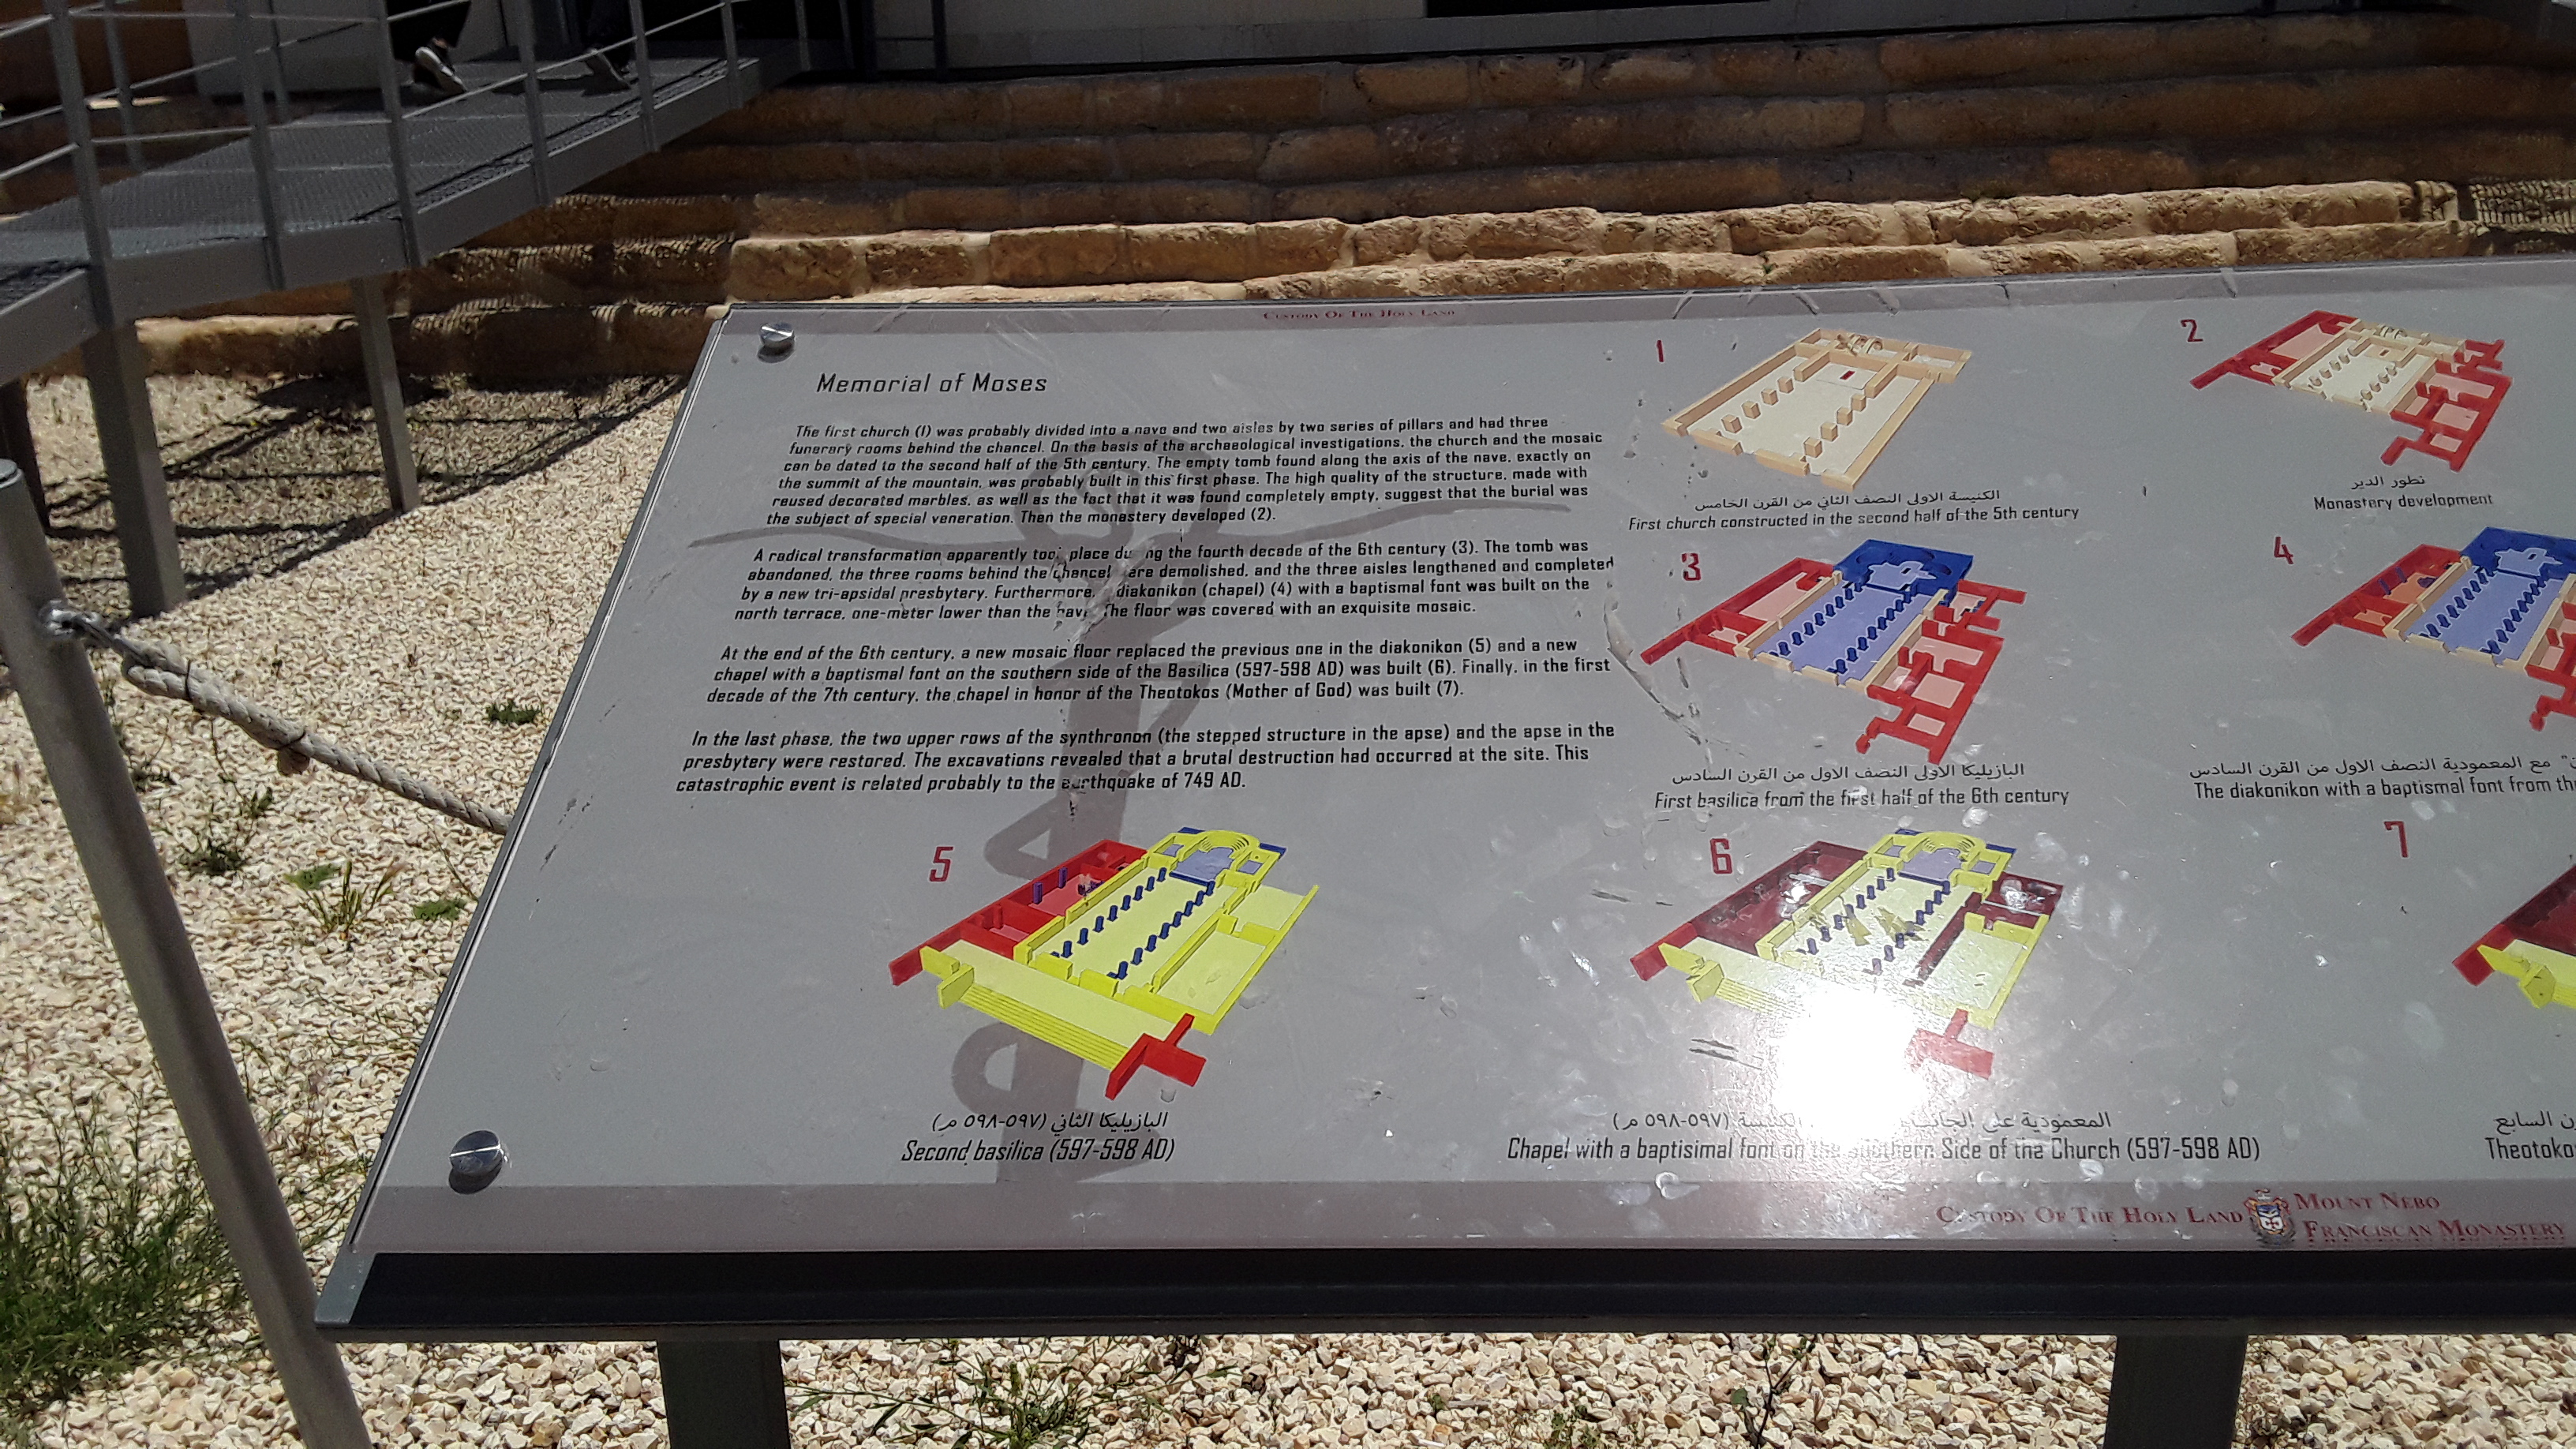 CUSTODY OF THE HOLY LAND
Memorial of Moses
The first church (1) was probably divided into a nave and two aisles by two series of pillars and had three
funerary rooms behind the chancel. On the basis of the archaeological investigations, the church and the mosaic
can be dated to the second half of the 5th century. The empty tomb found along the axis of the nave, exactly on
the summit of the mountain, was probably built in this first phase. The high quality of the structure, made with
reused decorated marbles, as well as the fact that it was found completely empty, suggest that the burial was
the subject of special veneration. Then the monastery developed (2).
A radical transformation apparently took place during the fourth decade of the 6th century (3). The tomb was
abandoned, the three rooms behind the chancel were demolished, and the three aisles lengthened and completed
by a new tri-apsidal presbytery. Furthermore, diakonikon (chapel) (4) with a baptismal font was built on the
north terrace, one-meter lower than the nave. The floor was covered with an exquisite mosaic.
At the end of the 6th century, a new mosaic floor replaced the previous one in the diakonikon (5) and a new
chapel with a baptismal font on the southern side of the Basilica (597-598 AD) was built (6). Finally, in the first
decade of the 7th century, the chapel in honor of the Theotokos (Mother of God) was built (7).
In the last phase, the two upper rows of the synthronon (the stepped structure in the apse) and the apse in the
presbytery were restored. The excavations revealed that a brutal destruction had occurred at the site. This
catastrophic event is related probably to the earthquake of 749 AD.
1
الكنيسة الاولى النصف الثاني من القرن الخامس
First church constructed in the second half of the 5th century
2
تطور الدير
Monastery development
3
البازيليكا الاولى النصف الاول من القرن السادس
First basilica from the first half of the 6th century
4
مع المعمودية النصف الاول من القرن السادس
The diakonikon with a baptismal font from
5
البازيليكا الثاني (٥٩٧-٥٩٨ م)
Second basilica (597-598 AD)
6
المعمودية على الكنيسة (٥٩٧-٥٩٨ م)
Chapel with a baptisimal font on the southern Side of the Church (597-598 AD)
7
السابع
CUSTODY OF THE HOLY LAND
MOUNT NEBO
FRANCISCAN MONASTERY